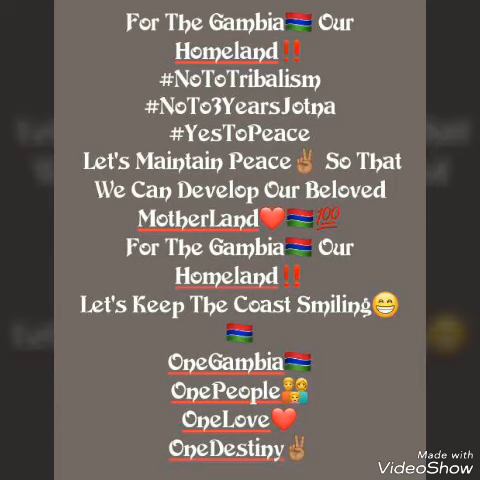 For The Gambia🇬🇲 Our
Homeland‼️
#NoToTribalism
#NoTo3YearsJotna
#YesToPeace
Let's Maintain Peace✌🏾 So That
We Can Develop Our Beloved
MotherLand❤️🇬🇲💯
For The Gambia🇬🇲 Our
Homeland‼️
Let's Keep The Coast Smiling😁
🇬🇲
OneGambia🇬🇲
OnePeople👨‍👩‍👦
OneLove❤️
OneDestiny✌🏾
Made with
VideoShow